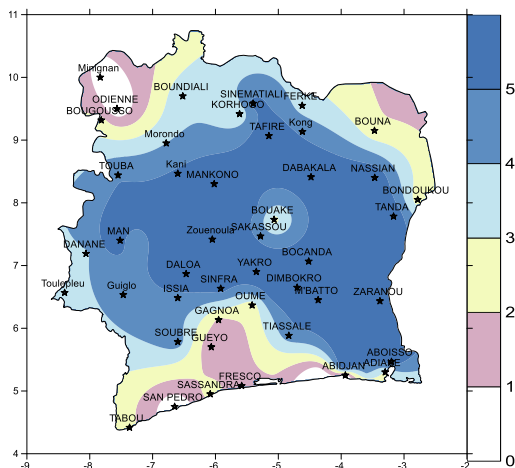 11
Minignan
10
5
ODIENNE
BOUNDIALI
SINEMATIALI
FERKE
BOUGOUSSO
KORHOGO
TAFIRE
Kong
BOUNA
9
Morondo
4
TOUBA
Kani
MANKONO
DABAKALA
NASSIAN
BONDOUKOU
8
BOUAKE
TANDA
3
MAN
Zouenoula
SAKASSOU
DANANE
7
DALOA
YAKRO
BOCANDA
Toulepleu
Guiglo
ISSIA
SINFRA
DIMBOKRO
M'BATTO
ZARANOU
OUME
2
GAGNOA
6
SOUBRE
GUEYO
TIASSALE
ABOISSO
ABIDJAN
ADIAKE
FRESCO
1
SASSANDRA
5
SAN PEDRO
TABOU
4
0
-9 -8 -7 -6 -5 -4 -3 -2